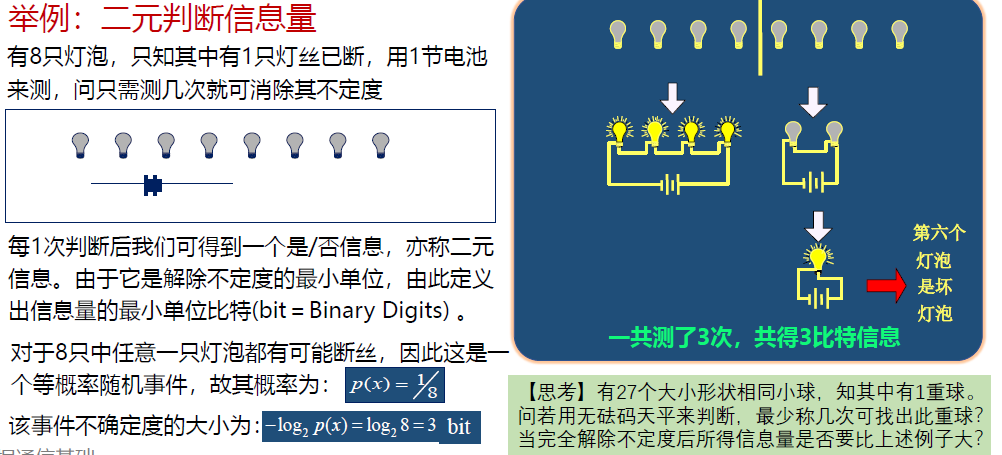 举例：二元判断信息量
有8只灯泡，只知其中有1只灯丝已断，用1节电池
来测，问只需测几次就可消除其不定度
每1次判断后我们可得到一个是/否信息，亦称二元
信息。由于它是解除不定度的最小单位，由此定义
出信息量的最小单位比特(bit = Binary Digits) 。
对于8只中任意一只灯泡都有可能断丝，因此这是一
个等概率随机事件，故其概率为： p(x) = 1/8
该事件不确定度的大小为: −log₂ p(x) = log₂ 8 = 3 bit
第六个
灯泡
是坏
灯泡
一共测了3次，共得3比特信息
【思考】有27个大小形状相同小球，知其中有1重球。
问若用无砝码天平来判断，最少称几次可找出此重球?
当完全解除不定度后所得信息量是否要比上述例子大?